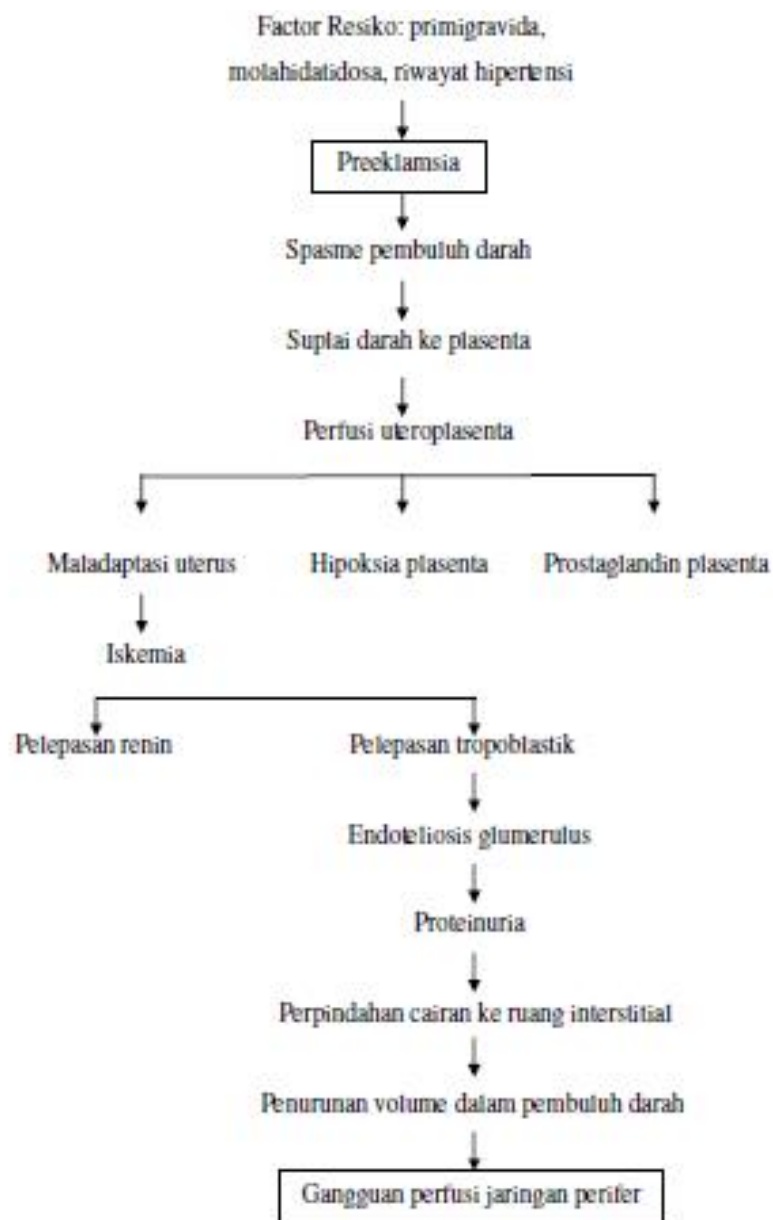 Factor Resiko: primigravida,
molahidatidosa, riwayat hipertensi
Preeklamsia
Spasme pembuluh darah
Suplai darah ke plasenta
Perfusi uteroplasenta
Maladaptasi uterus
Hipoksia plasenta
Prostaglandin plasenta
Iskemia
Pelepasan renin
Pelepasan tropoblastik
Endoteliosis glumerulus
Proteinuria
Perpindahan cairan ke ruang interstitial
Penurunan volume dalam pembuluh darah
Gangguan perfusi jaringan perifer